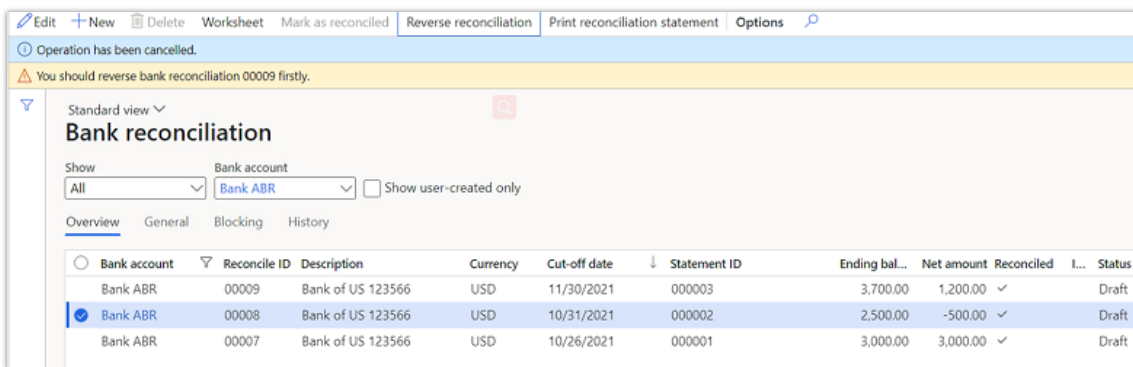 Edit New Delete Worksheet Mark as reconciled Reverse reconciliation Print reconciliation statement Options
Operation has been cancelled.
You should reverse bank reconciliation 00009 firstly.
Standard view
Bank reconciliation
Show Bank account
All Bank ABR Show user-created only
Overview General Blocking History
Bank account Reconcile ID Description Currency Cut-off date Statement ID Ending bal... Net amount Reconciled I... Status
Bank ABR 00009 Bank of US 123566 USD 11/30/2021 000003 3,700.00 1,200.00 Draft
Bank ABR 00008 Bank of US 123566 USD 10/31/2021 000002 2,500.00 -500.00 Draft
Bank ABR 00007 Bank of US 123566 USD 10/26/2021 000001 3,000.00 3,000.00 Draft